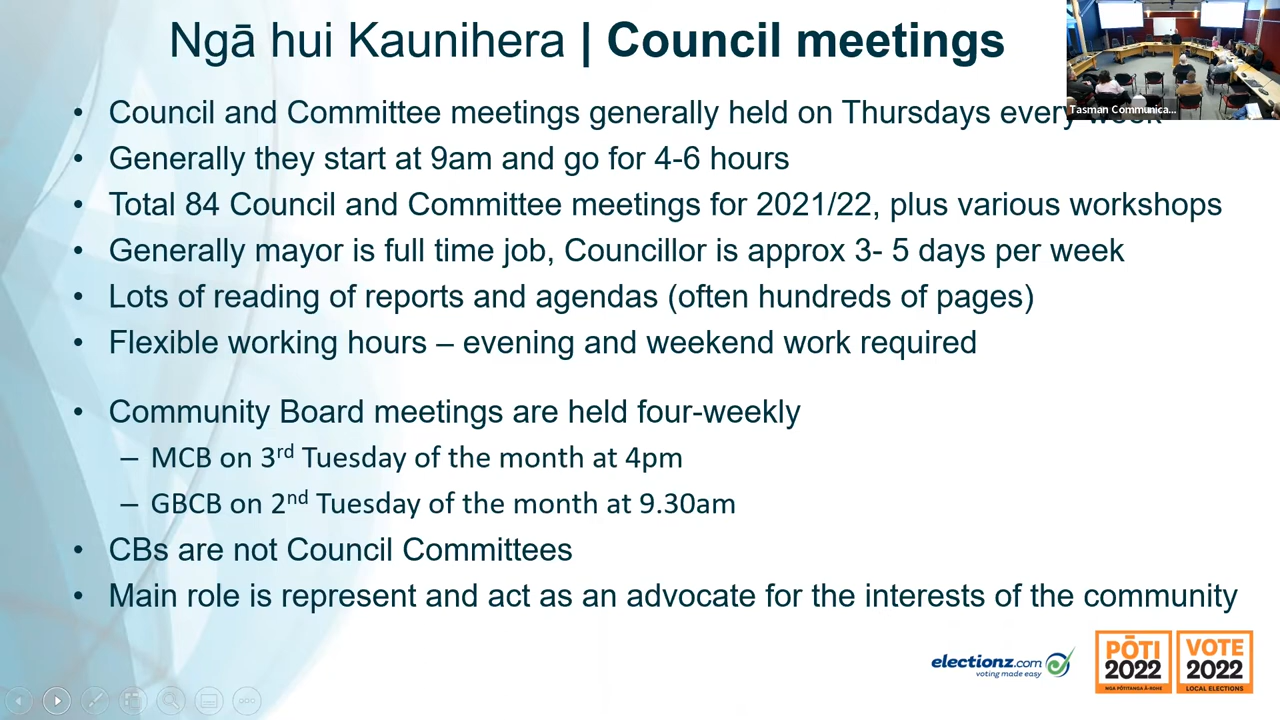 Ngā hui Kaunihera | Council meetings
• Council and Committee meetings generally held on Thursdays every week
• Generally they start at 9am and go for 4-6 hours
• Total 84 Council and Committee meetings for 2021/22, plus various workshops
• Generally mayor is full time job, Councillor is approx 3- 5 days per week
• Lots of reading of reports and agendas (often hundreds of pages)
• Flexible working hours – evening and weekend work required
• Community Board meetings are held four-weekly
– MCB on 3rd Tuesday of the month at 4pm
– GBCB on 2nd Tuesday of the month at 9.30am
• CBs are not Council Committees
• Main role is represent and act as an advocate for the interests of the community
Tasman Communica...
electionz.com
voting made easy
PŌTI
2022
NGA PŌTITANGA Ā-ROHE
VOTE
2022
LOCAL ELECTIONS